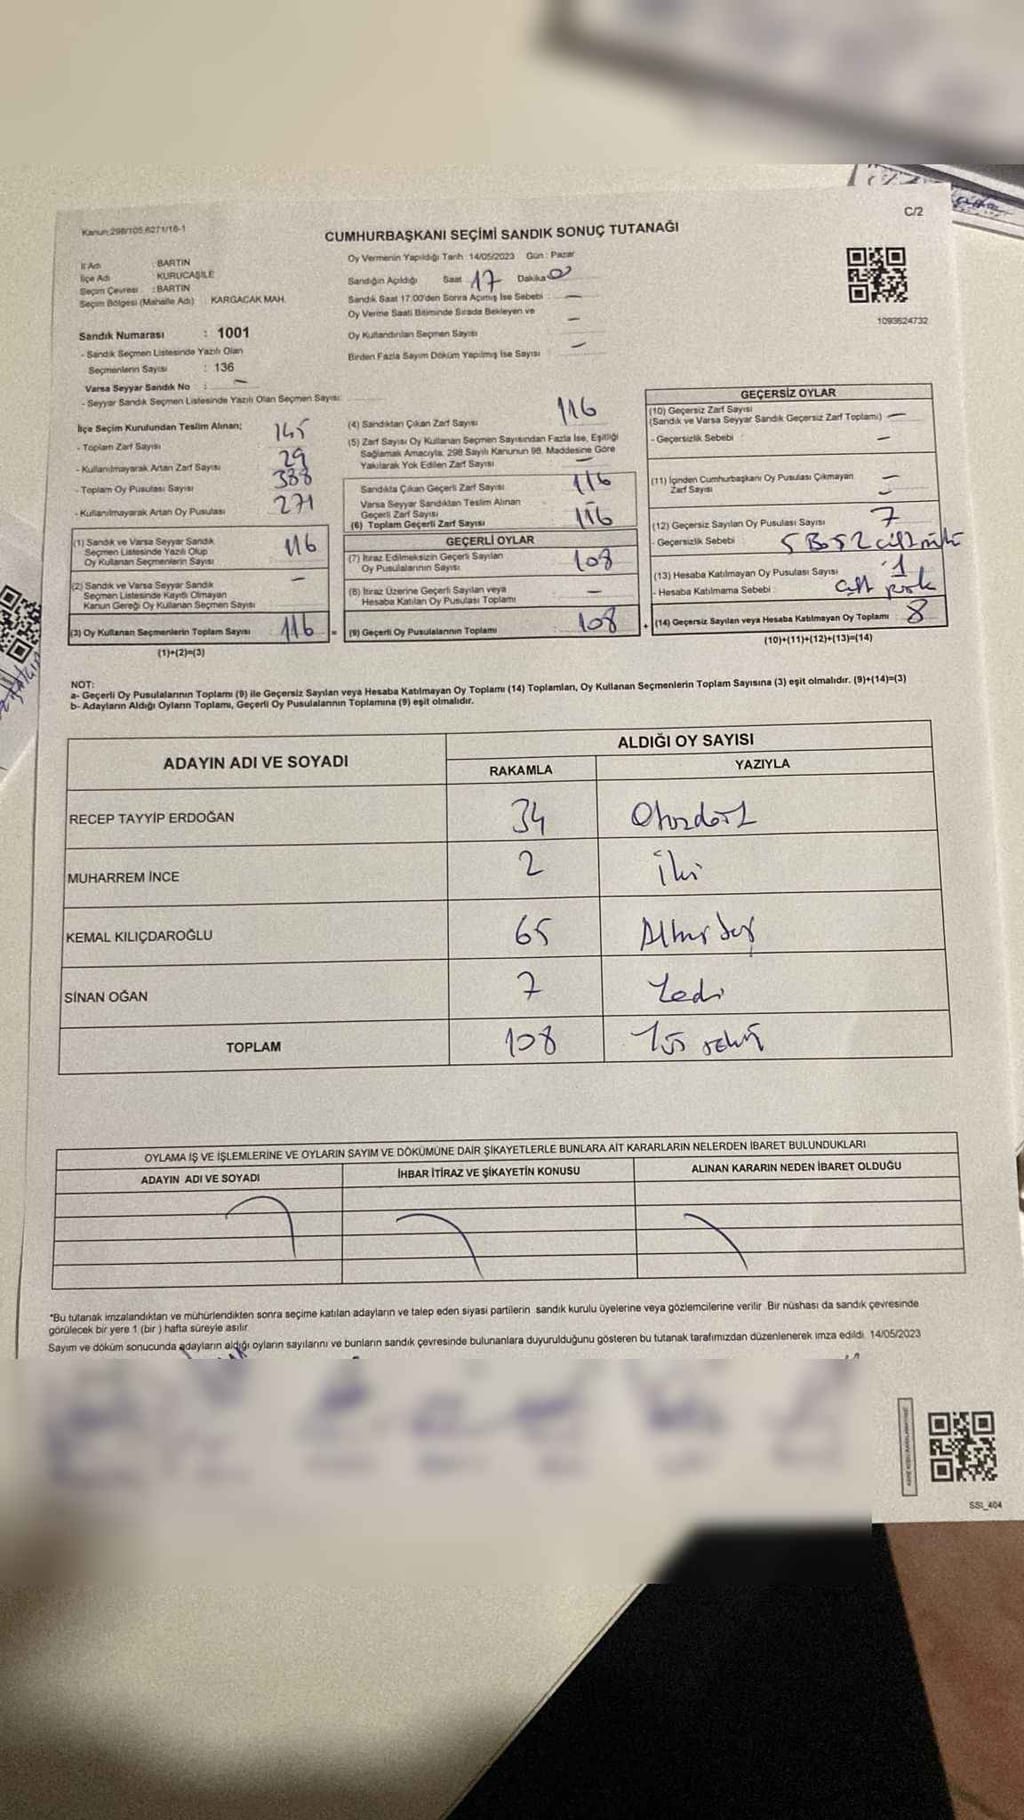 Kanun:298/105,6271/16-1
C/2
CUMHURBAŞKANI SEÇİMİ SANDIK SONUÇ TUTANAĞI
İl Adı : BARTIN
İlçe Adı : KURUCAŞİLE
Seçim Çevresi : BARTIN
Seçim Bölgesi (Mahalle Adı) : KARGACAK MAH.
Sandık Numarası : 1001
- Sandık Seçmen Listesinde Yazılı Olan
Seçmenlerin Sayısı : 136
Varsa Seyyar Sandık No : —
- Seyyar Sandık Seçmen Listesinde Yazılı Olan Seçmen Sayısı:
Oy Vermenin Yapıldığı Tarih :14/05/2023 Gün : Pazar
Sandığın Açıldığı Saat 17 Dakika 0
Sandık Saat 17.00'den Sonra Açılmış İse Sebebi : —
Oy Verme Saati Bitiminde Sırada Bekleyen ve
Oy Kullandırılan Seçmen Sayısı —
Birden Fazla Sayım Döküm Yapılmış İse Sayısı —
1093624732
İlçe Seçim Kurulundan Teslim Alınan;
- Toplam Zarf Sayısı 145
- Kullanılmayarak Artan Zarf Sayısı 29
- Toplam Oy Pusulası Sayısı 388
- Kullanılmayarak Artan Oy Pusulası 271
(1) Sandık ve Varsa Seyyar Sandık
Seçmen Listesinde Yazılı Olup
Oy Kullanan Seçmenlerin Sayısı 116
(2) Sandık ve Varsa Seyyar Sandık
Seçmen Listesinde Kayıtlı Olmayan
Kanun Gereği Oy Kullanan Seçmen Sayısı —
(3) Oy Kullanan Seçmenlerin Toplam Sayısı 116 =
(1)+(2)=(3)
(4) Sandıktan Çıkan Zarf Sayısı 116
(5) Zarf Sayısı Oy Kullanan Seçmen Sayısından Fazla İse, Eşitliği
Sağlamak Amacıyla, 298 Sayılı Kanunun 98. Maddesine Göre
Yakılarak Yok Edilen Zarf Sayısı —
Sandıkta Çıkan Geçerli Zarf Sayısı 116
Varsa Seyyar Sandıktan Teslim Alınan
Geçerli Zarf Sayısı
(6) Toplam Geçerli Zarf Sayısı 116
GEÇERLİ OYLAR
(7) İtiraz Edilmeksizin Geçerli Sayılan
Oy Pusulalarının Sayısı 108
(8) İtiraz Üzerine Geçerli Sayılan veya
Hesaba Katılan Oy Pusulası Toplamı —
(9) Geçerli Oy Pusulalarının Toplamı 108 +
GEÇERSİZ OYLAR
(10) Geçersiz Zarf Sayısı
(Sandık ve Varsa Seyyar Sandık Geçersiz Zarf Toplamı) —
- Geçersizlik Sebebi : —
(11) İçinden Cumhurbaşkanı Oy Pusulası Çıkmayan
Zarf Sayısı —
(12) Geçersiz Sayılan Oy Pusulası Sayısı 7
- Geçersizlik Sebebi : 5 Boş 2 çift mühü
(13) Hesaba Katılmayan Oy Pusulası Sayısı 1
- Hesaba Katılmama Sebebi :
(14) Geçersiz Sayılan veya Hesaba Katılmayan Oy Toplamı 8
(10)+(11)+(12)+(13)=(14)
NOT:
a- Geçerli Oy Pusulalarının Toplamı (9) ile Geçersiz Sayılan veya Hesaba Katılmayan Oy Toplamı (14) Toplamları, Oy Kullanan Seçmenlerin Toplam Sayısına (3) eşit olmalıdır. (9)+(14)=(3)
b- Adayların Aldığı Oyların Toplamı, Geçerli Oy Pusulalarının Toplamına (9) eşit olmalıdır.
ADAYIN ADI VE SOYADI
ALDIĞI OY SAYISI
RAKAMLA YAZIYLA
RECEP TAYYİP ERDOĞAN 34 Otuzdört
MUHARREM İNCE 2 iki
KEMAL KILIÇDAROĞLU 65 Altmışbeş
SİNAN OĞAN 7 Yedi
TOPLAM 108 Yüz sekiz
OYLAMA İŞ VE İŞLEMLERİNE VE OYLARIN SAYIM VE DÖKÜMÜNE DAİR ŞİKAYETLERLE BUNLARA AİT KARARLARIN NELERDEN İBARET BULUNDUKLARI
ADAYIN ADI VE SOYADI İHBAR İTİRAZ VE ŞİKAYETİN KONUSU ALINAN KARARIN NEDEN İBARET OLDUĞU
*Bu tutanak imzalandıktan ve mühürlendikten sonra seçime katılan adayların ve talep eden siyasi partilerin sandık kurulu üyelerine veya gözlemcilerine verilir. Bir nüshası da sandık çevresinde
görülecek bir yere 1 (bir ) hafta süreyle asılır.
Sayım ve döküm sonucunda adayların aldığı oyların sayılarını ve bunların sandık çevresinde bulunanlara duyurulduğunu gösteren bu tutanak tarafımızdan düzenlenerek imza edildi. 14/05/2023
SSI_404